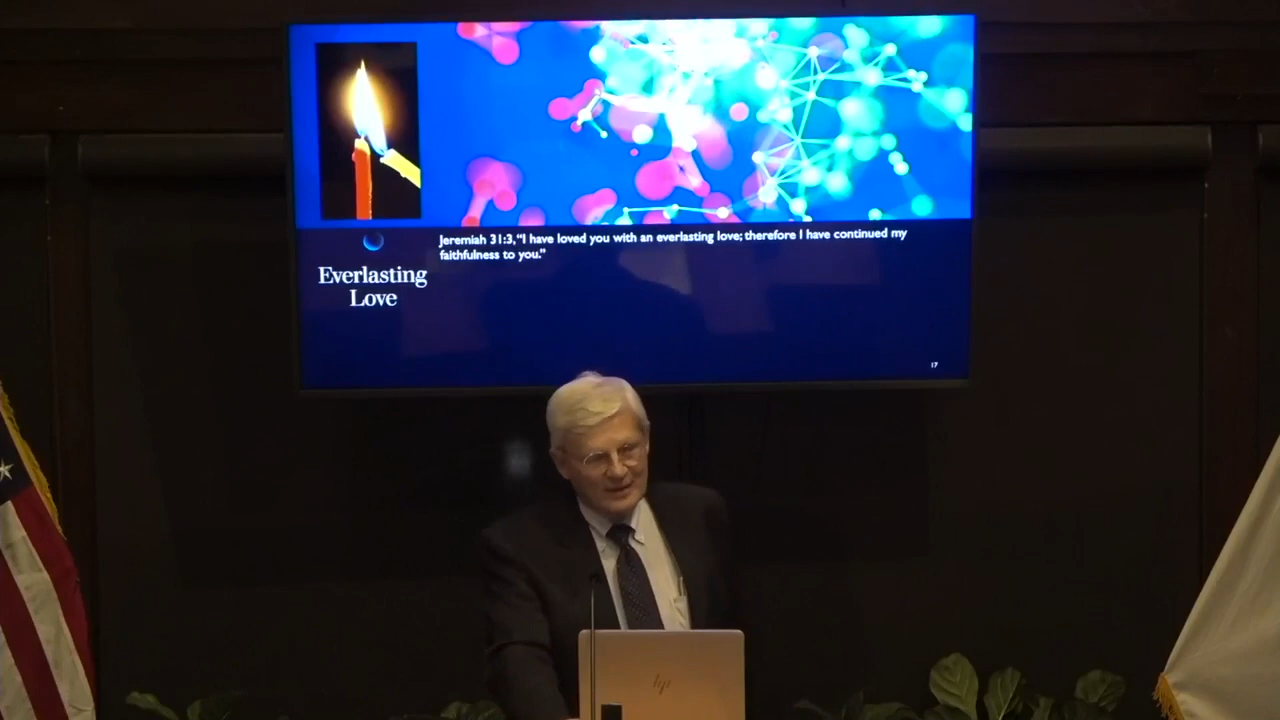 Jeremiah 31:3, “I have loved you with an everlasting love; therefore I have continued my
faithfulness to you.”
Everlasting
Love
17
hp